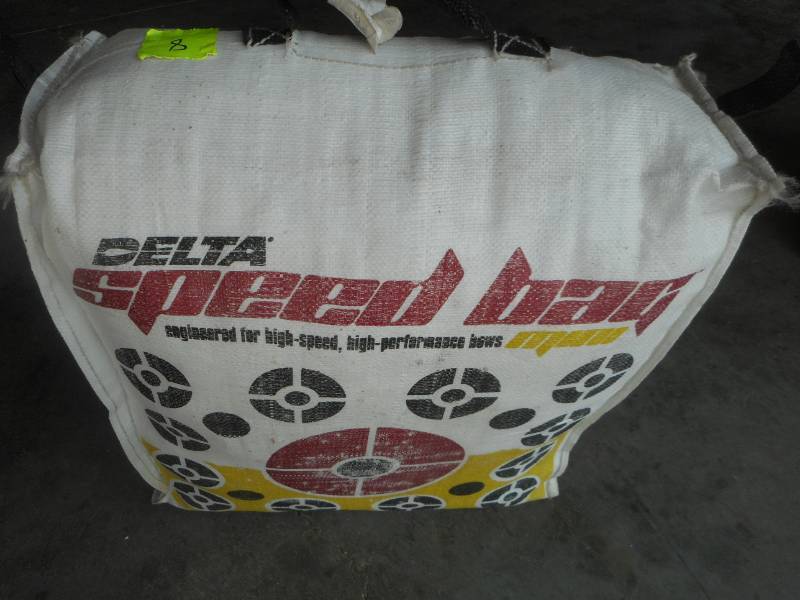 8
DELTA
speed bag
engineered for high-speed, high-performance bows